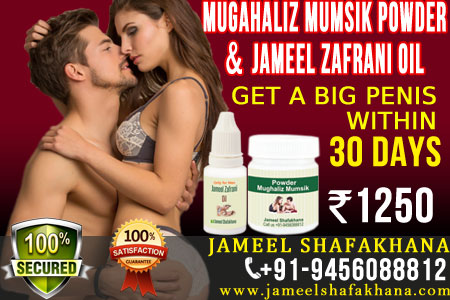 MUGAHALIZ MUMSIK POWDER
& JAMEEL ZAFRANI OIL
GET A BIG PENIS
WITHIN
30 DAYS
Jameel Zafrani
Oil
Powder
Mughaliz Mumsik
Jameel Shafakhana
₹1250
100%
SECURED
100%
SATISFACTION
GUARANTEE
JAMEEL SHAFAKHANA
+91-9456088812
www.jameelshafakhana.com